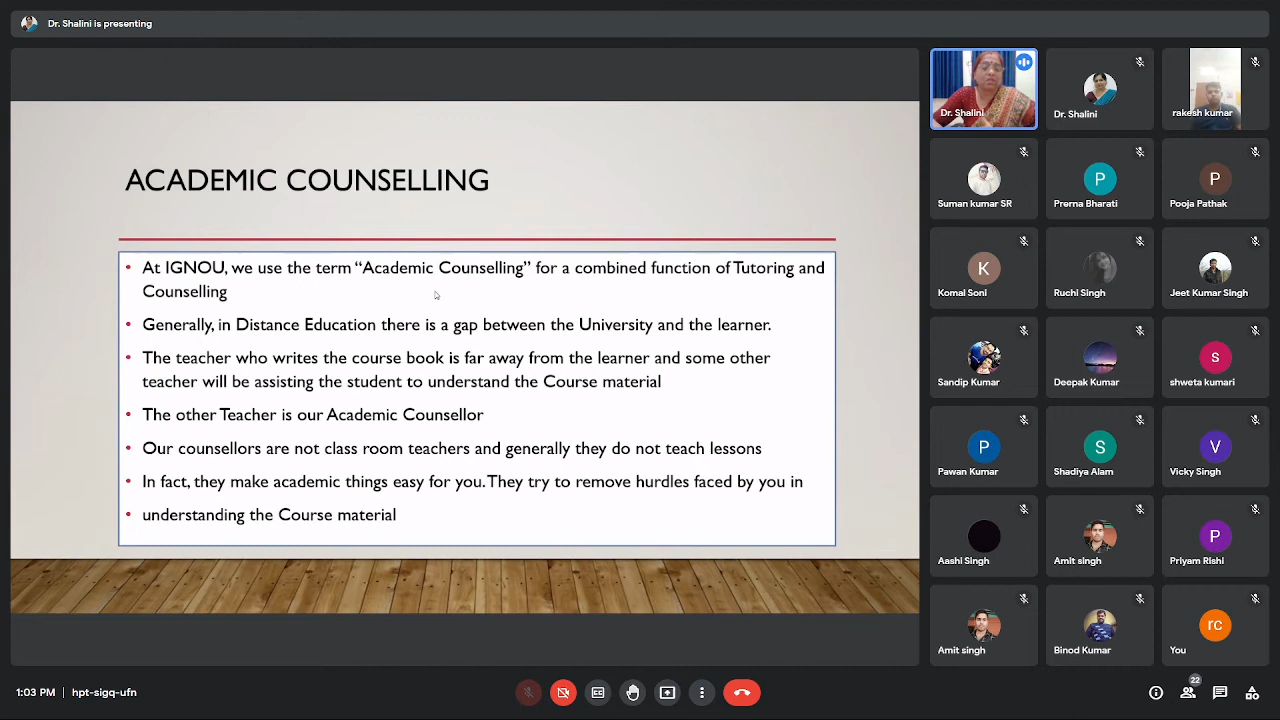 Dr. Shalini is presenting
ACADEMIC COUNSELLING
• At IGNOU, we use the term “Academic Counselling” for a combined function of Tutoring and
Counselling
• Generally, in Distance Education there is a gap between the University and the learner.
• The teacher who writes the course book is far away from the learner and some other
teacher will be assisting the student to understand the Course material
• The other Teacher is our Academic Counsellor
• Our counsellors are not class room teachers and generally they do not teach lessons
• In fact, they make academic things easy for you. They try to remove hurdles faced by you in
• understanding the Course material
Dr. Shalini
Dr. Shalini
rakesh kumar
Suman kumar SR
P
Prerna Bharati
P
Pooja Pathak
K
Komal Soni
Ruchi Singh
Jeet Kumar Singh
Sandip Kumar
Deepak Kumar
s
shweta kumari
P
Pawan Kumar
S
Shadiya Alam
V
Vicky Singh
Aashi Singh
Amit singh
P
Priyam Rishi
Amit singh
Binod Kumar
rc
You
1:03 PM | hpt-sigq-ufn
22